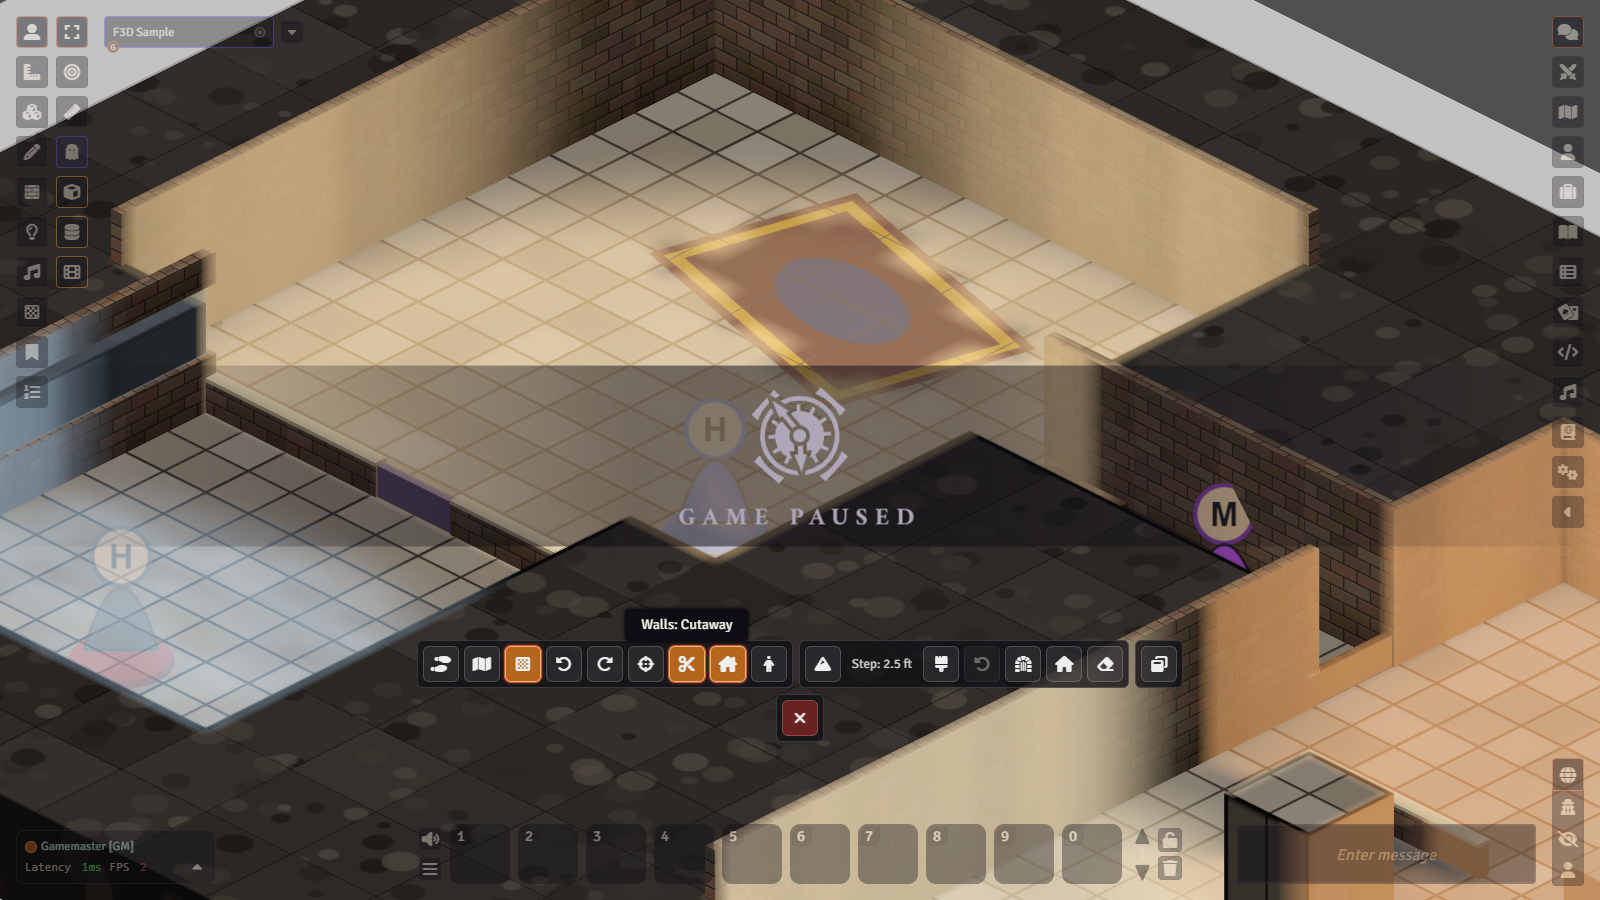 F3D Sample
G
H
GAME PAUSED
M
H
Walls: Cutaway
Step: 2.5 ft
Gamemaster [GM]
Latency 1ms FPS 2
1 2 3 4 5 6 7 8 9 0
Enter message